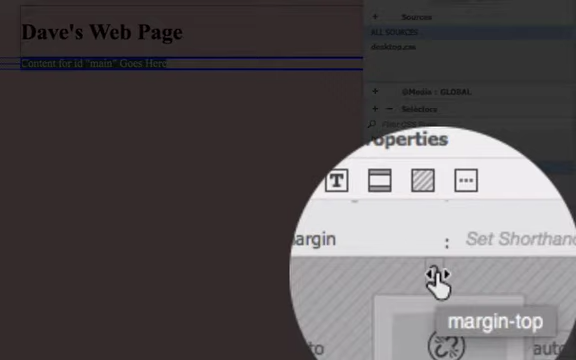 Sources
ALL SOURCES
desktop.css
Dave's Web Page
Content for id "main" Goes Here
@Media : GLOBAL
Selectors
roperties
T
argin : Set Shorthand
margin-top
to
auto